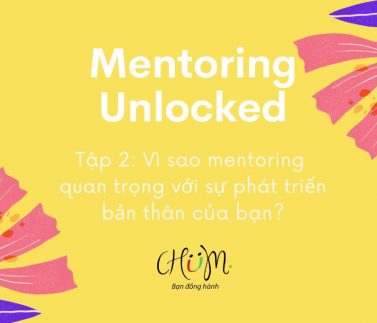 Mentoring
Unlocked
Tập 2: Vì sao mentoring
quan trọng với sự phát triển
bản thân của bạn?
CHÜM
Bạn đồng hành